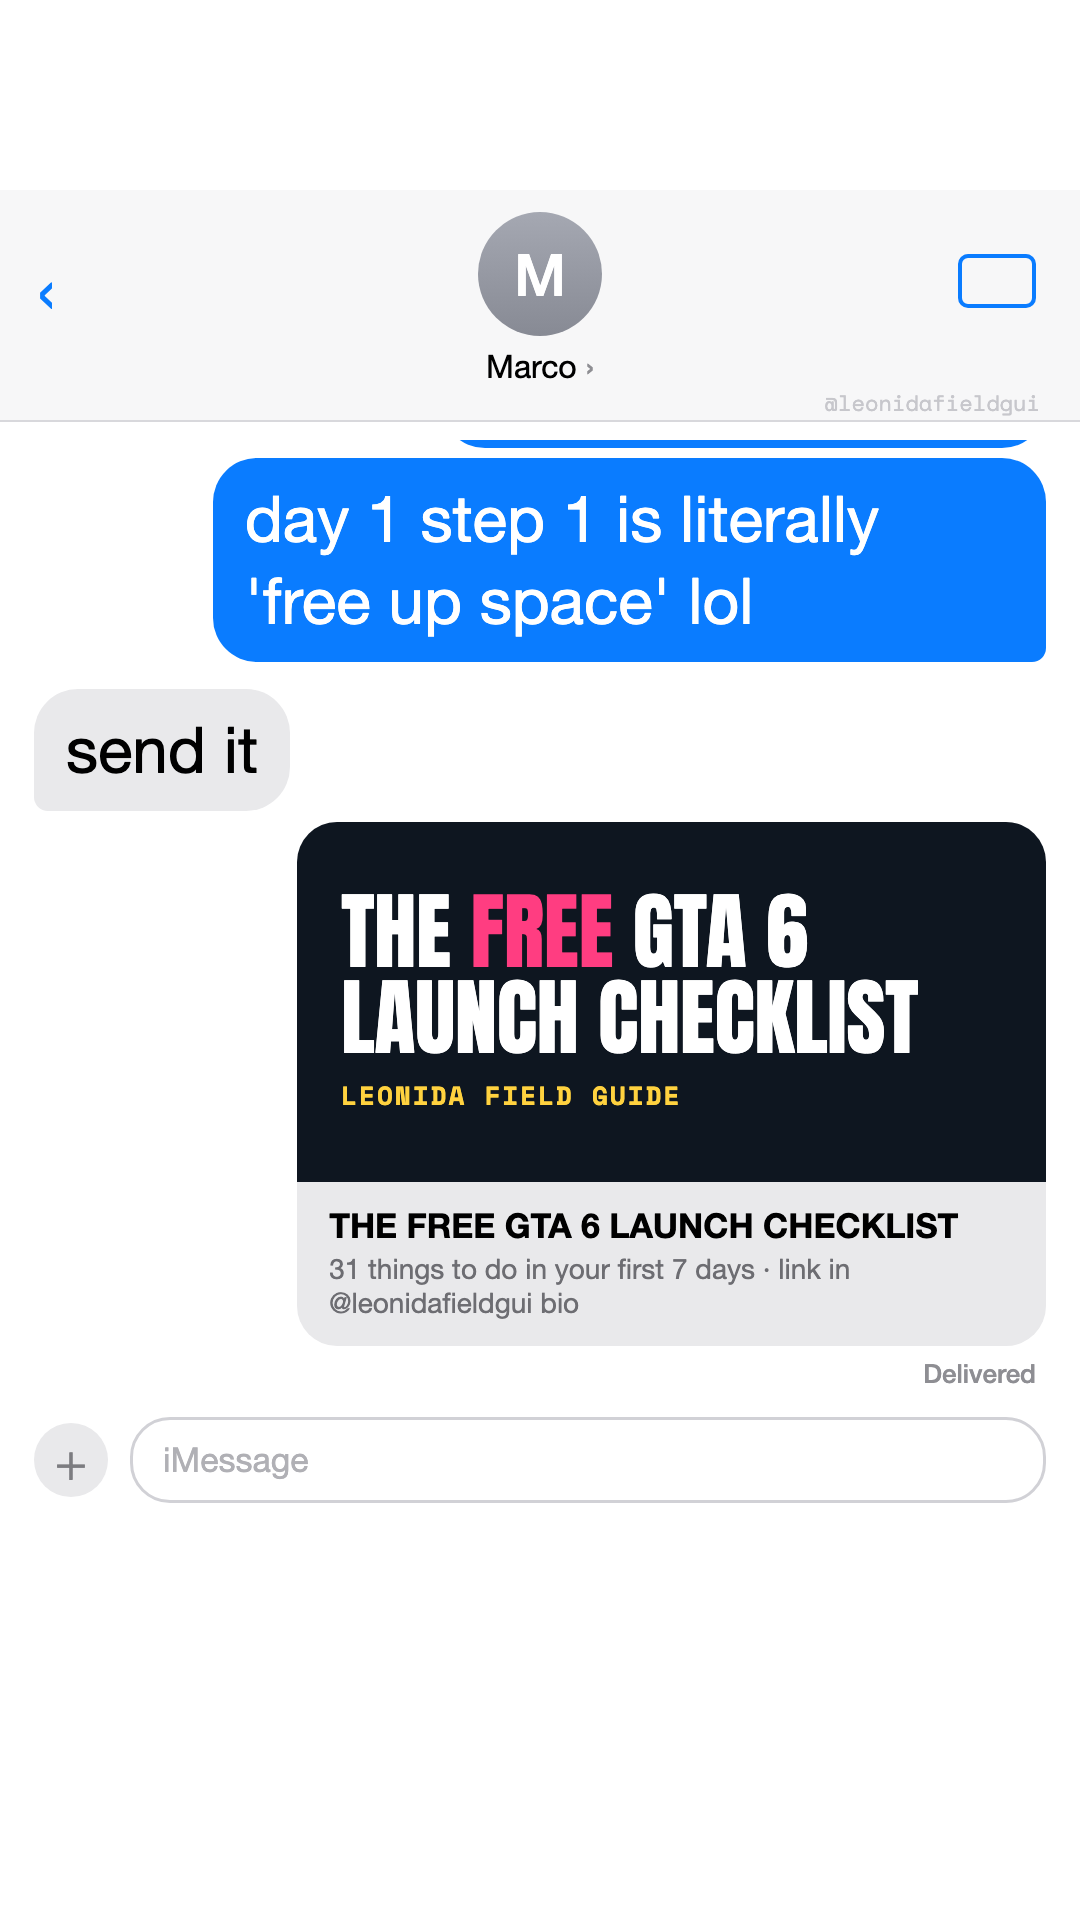 ‹
M
Marco ›
@leonidafieldgui
day 1 step 1 is literally
'free up space' lol
send it
THE FREE GTA 6
LAUNCH CHECKLIST
LEONIDA FIELD GUIDE
THE FREE GTA 6 LAUNCH CHECKLIST
31 things to do in your first 7 days · link in
@leonidafieldgui bio
Delivered
+
iMessage